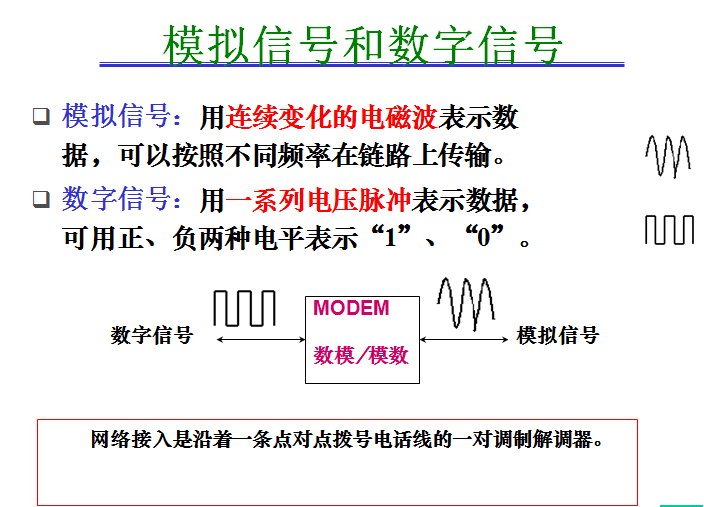 模拟信号和数字信号
模拟信号：用连续变化的电磁波表示数
据，可以按照不同频率在链路上传输。
数字信号：用一系列电压脉冲表示数据，
可用正、负两种电平表示“1”、“0”。
数字信号
MODEM
数模/模数
模拟信号
网络接入是沿着一条点对点拨号电话线的一对调制解调器。